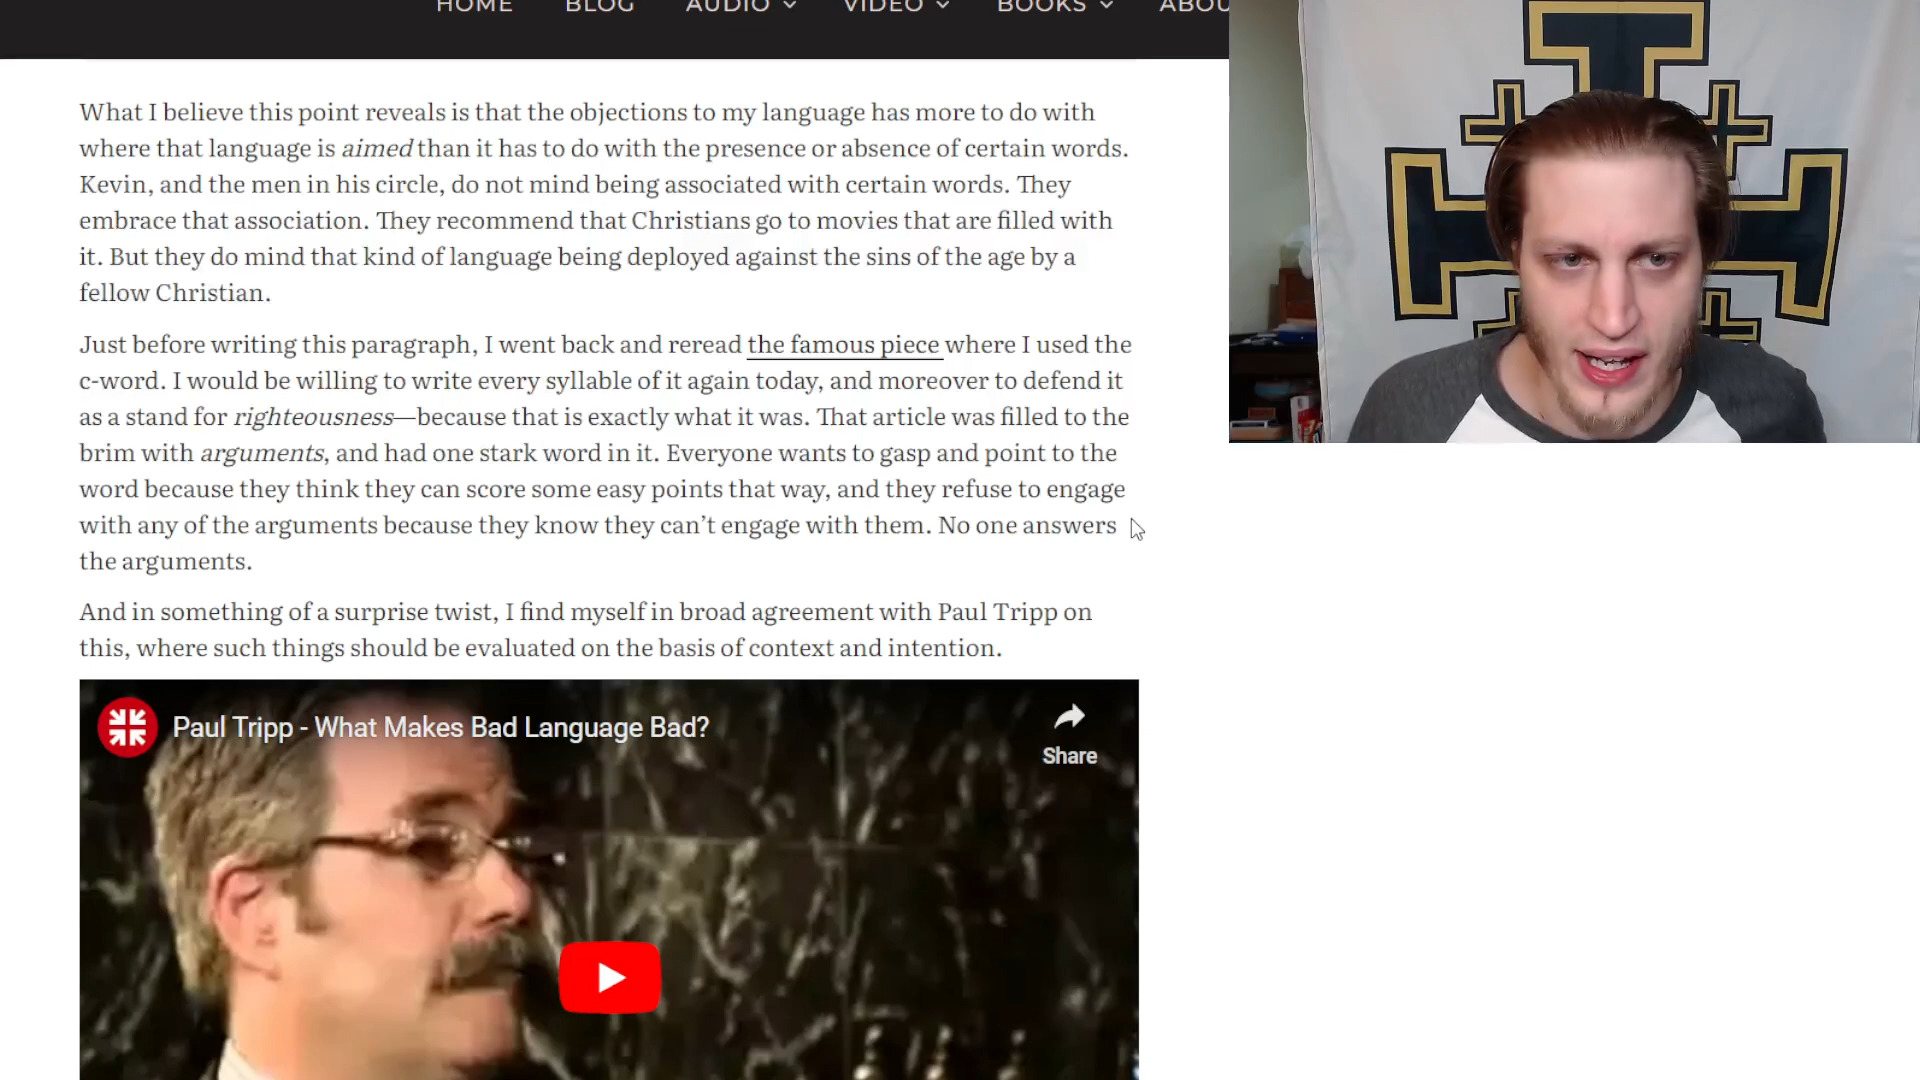 HOME BLOG AUDIO VIDEO BOOKS ABOU
What I believe this point reveals is that the objections to my language has more to do with
where that language is aimed than it has to do with the presence or absence of certain words.
Kevin, and the men in his circle, do not mind being associated with certain words. They
embrace that association. They recommend that Christians go to movies that are filled with
it. But they do mind that kind of language being deployed against the sins of the age by a
fellow Christian.
Just before writing this paragraph, I went back and reread the famous piece where I used the
c-word. I would be willing to write every syllable of it again today, and moreover to defend it
as a stand for righteousness—because that is exactly what it was. That article was filled to the
brim with arguments, and had one stark word in it. Everyone wants to gasp and point to the
word because they think they can score some easy points that way, and they refuse to engage
with any of the arguments because they know they can’t engage with them. No one answers
the arguments.
And in something of a surprise twist, I find myself in broad agreement with Paul Tripp on
this, where such things should be evaluated on the basis of context and intention.
Paul Tripp - What Makes Bad Language Bad?
Share